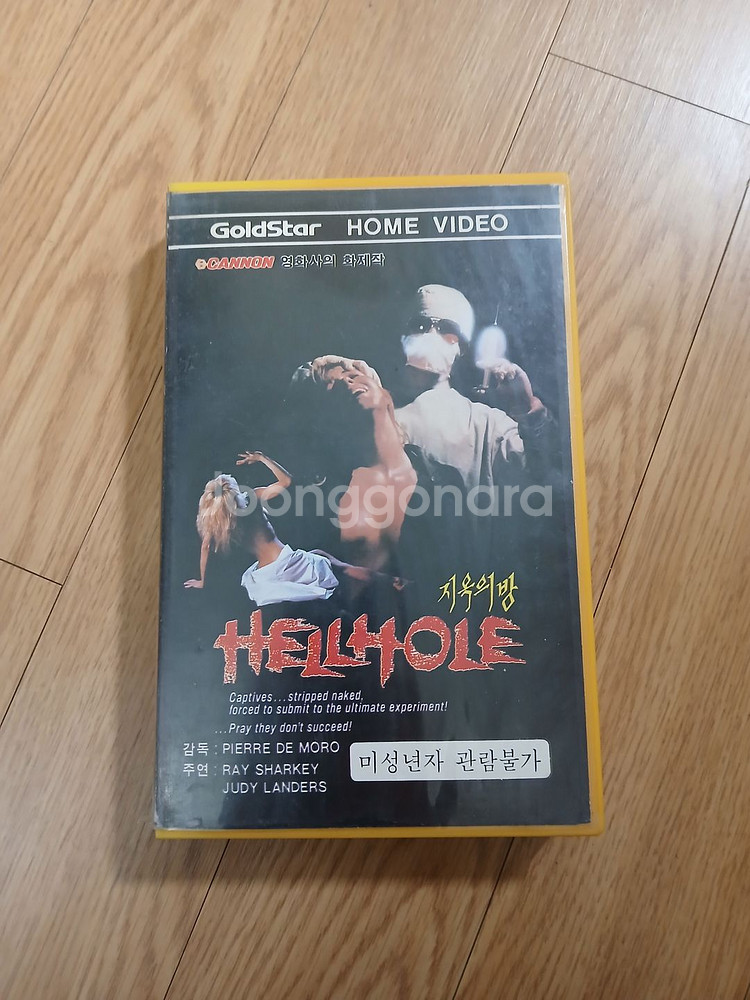 GoldStar HOME VIDEO
CANNON 영화사의 화제작
joonggonara
지옥의방
HELLHOLE
Captives...stripped naked,
forced to submit to the ultimate experiment!
...Pray they don't succeed!
감독 : PIERRE DE MORO
주연 : RAY SHARKEY
JUDY LANDERS
미성년자 관람불가